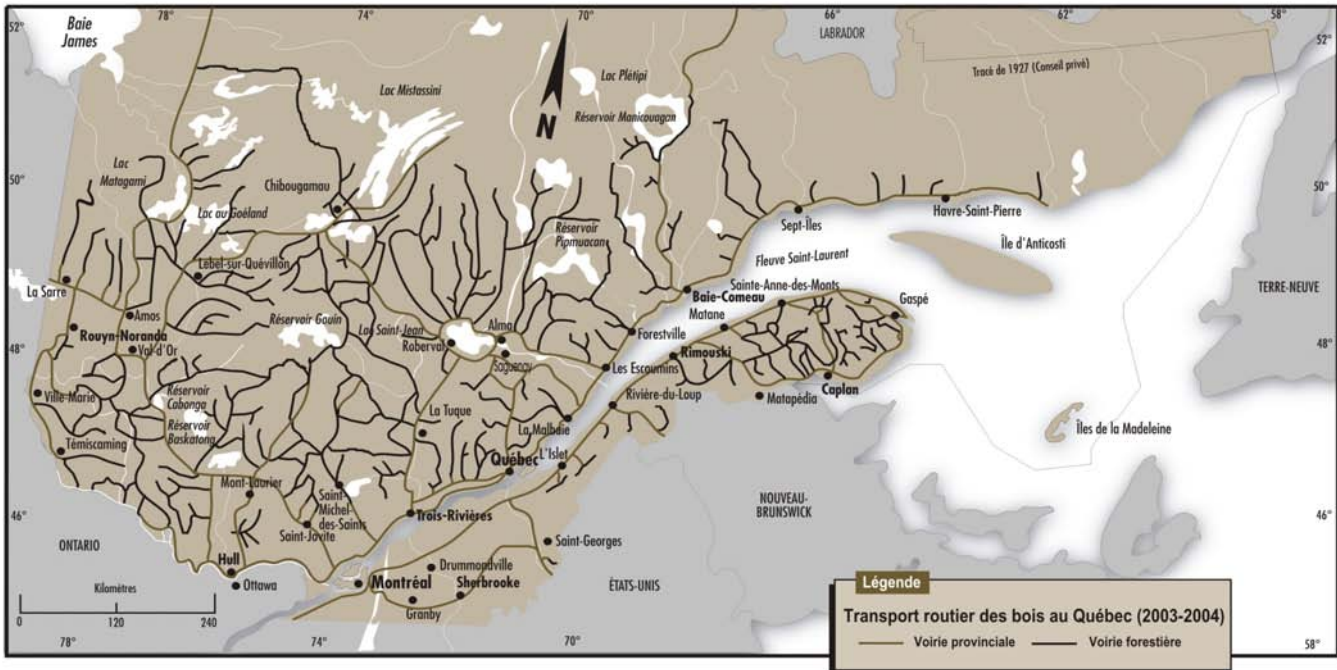 78°
74°
70°
66°
62°
58°
52°
52°
Baie
James
LABRADOR
Tracé de 1927 (Conseil privé)
Lac Plétipi
Lac Mistassini
Réservoir Manicouagan
N
Lac
Matagami
50°
50°
Chibougamau
Lac au Goéland
Sept-Îles
Havre-Saint-Pierre
Réservoir
Pipmuacan
Île d'Anticosti
Fleuve Saint-Laurent
Lebel-sur-Quévillon
La Sarre
Sainte-Anne-des-Monts
Baie-Comeau
TERRE-NEUVE
Gaspé
Amos
Matane
Réservoir Gouin
Lac Saint-Jean
Alma
Forestville
Rouyn-Noranda
Roberval
48°
48°
Val-d'Or
Rimouski
Saguenay
Les Escoumins
Caplan
Ville-Marie
Réservoir
Cabonga
Rivière-du-Loup
Matapédia
La Tuque
Réservoir
Baskatong
La Malbaie
Îles de la Madeleine
Témiscaming
Québec
L'Islet
Mont-Laurier
Saint-
Michel-
des-Saints
NOUVEAU-
BRUNSWICK
46°
46°
Trois-Rivières
Saint-Jovite
Saint-Georges
ONTARIO
Hull
Drummondville
Ottawa
Montréal
Sherbrooke
ÉTATS-UNIS
Granby
Kilomètres
0
120
240
78°
74°
70°
58°
Légende
Transport routier des bois au Québec (2003-2004)
Voirie provinciale
Voirie forestière